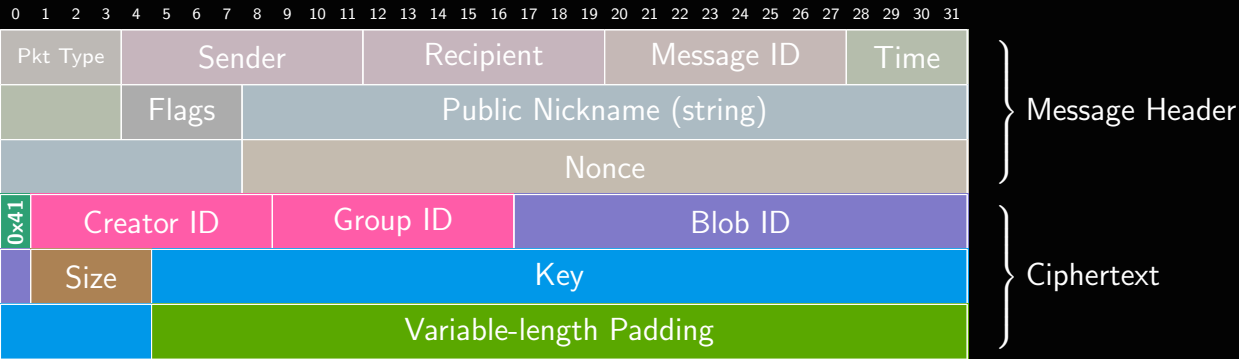 0 1 2 3 4 5 6 7 8 9 10 11 12 13 14 15 16 17 18 19 20 21 22 23 24 25 26 27 28 29 30 31
Pkt Type Sender Recipient Message ID Time
Flags Public Nickname (string)
Message Header
Nonce
0x41 Creator ID Group ID Blob ID
Size Key
Ciphertext
Variable-length Padding